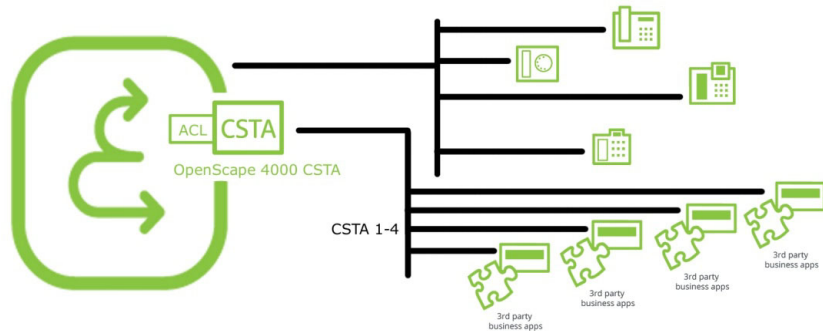 ACL
CSTA
OpenScape 4000 CSTA
CSTA 1-4
3rd party
business apps
3rd party
business apps
3rd party
business apps
3rd party
business apps